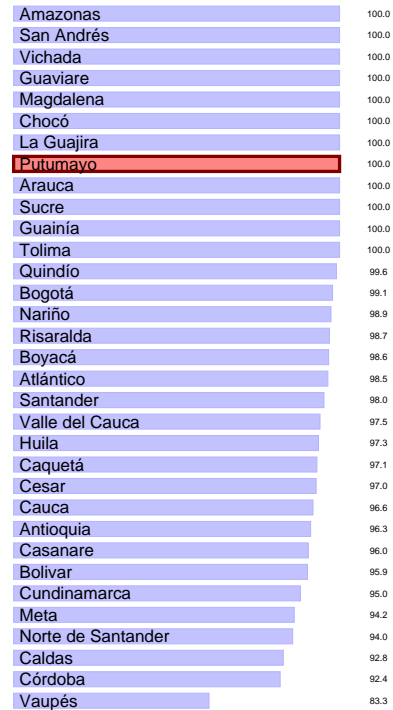 Amazonas 100.0
San Andrés 100.0
Vichada 100.0
Guaviare 100.0
Magdalena 100.0
Chocó 100.0
La Guajira 100.0
Putumayo 100.0
Arauca 100.0
Sucre 100.0
Guainía 100.0
Tolima 100.0
Quindío 99.6
Bogotá 99.1
Nariño 98.9
Risaralda 98.7
Boyacá 98.6
Atlántico 98.5
Santander 98.0
Valle del Cauca 97.5
Huila 97.3
Caquetá 97.1
Cesar 97.0
Cauca 96.6
Antioquia 96.3
Casanare 96.0
Bolivar 95.9
Cundinamarca 95.0
Meta 94.2
Norte de Santander 94.0
Caldas 92.8
Córdoba 92.4
Vaupés 83.3